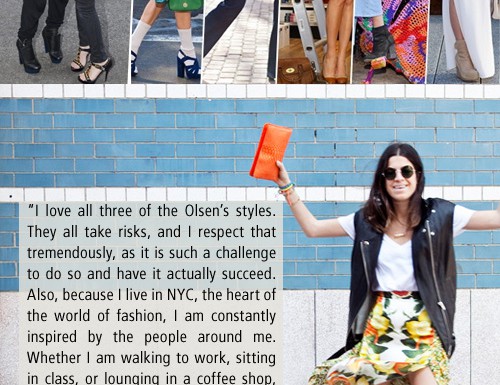 "I love all three of the Olsen's styles.
They all take risks, and I respect that
tremendously, as it is such a challenge
to do so and have it actually succeed.
Also, because I live in NYC, the heart of
the world of fashion, I am constantly
inspired by the people around me.
Whether I am walking to work, sitting
in class, or lounging in a coffee shop,